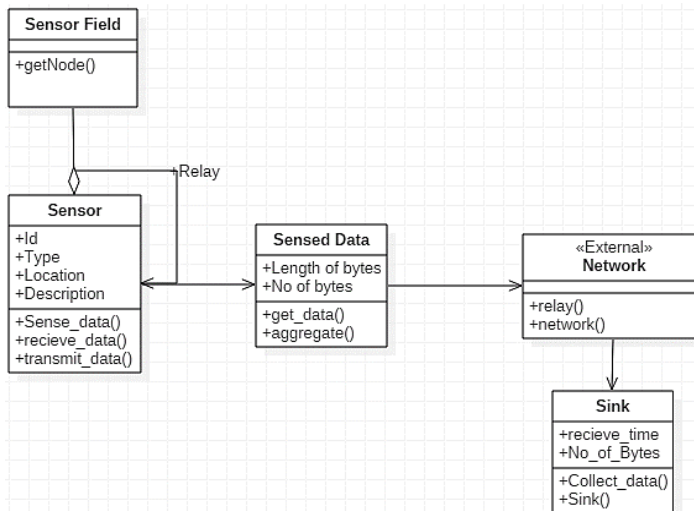 Sensor Field
+getNode()
+Relay
Sensor
+Id
+Type
+Location
+Description
+Sense_data()
+recieve_data()
+transmit_data()
Sensed Data
+Length of bytes
+No of bytes
+get_data()
+aggregate()
«External»
Network
+relay()
+network()
Sink
+recieve_time
+No_of_Bytes
+Collect_data()
+Sink()